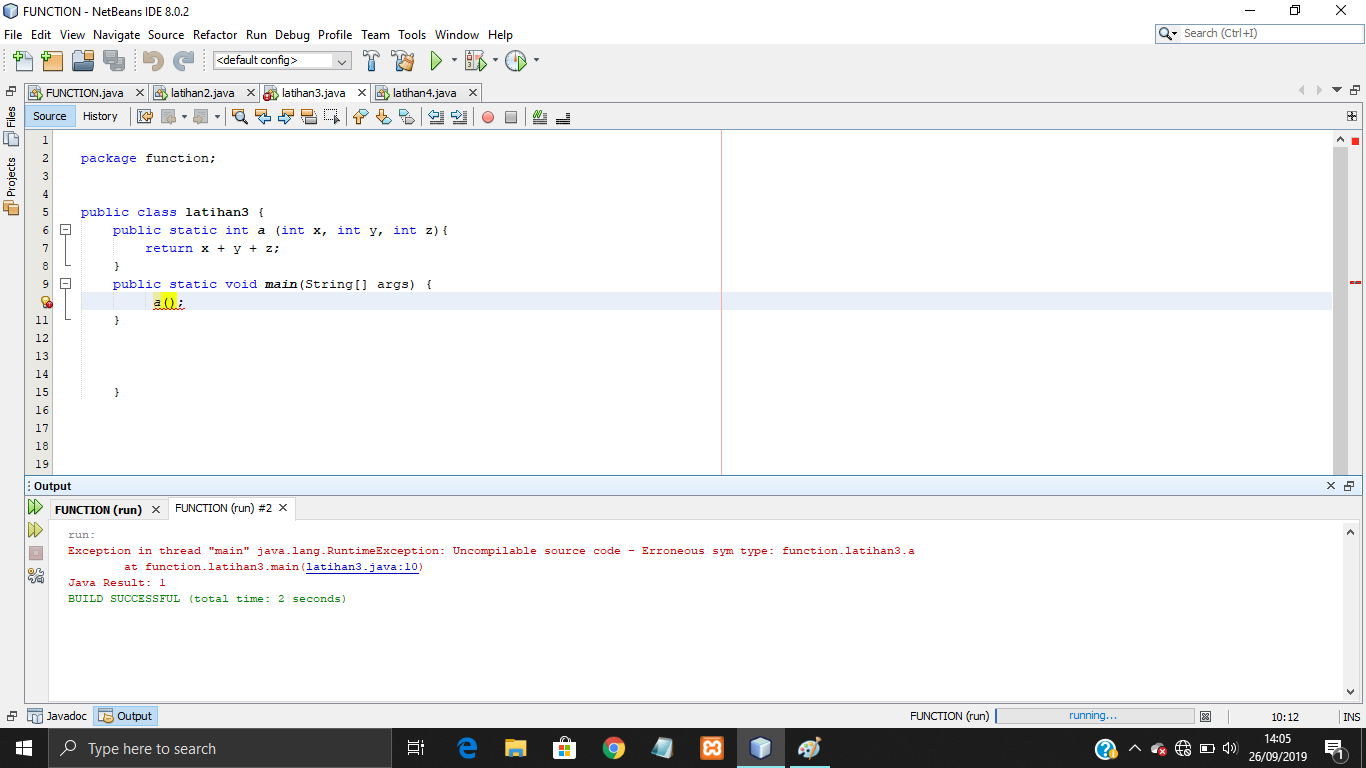 FUNCTION - NetBeans IDE 8.0.2
File Edit View Navigate Source Refactor Run Debug Profile Team Tools Window Help
Search (Ctrl+I)
<default config>
FUNCTION.java latihan2.java latihan3.java latihan4.java
Files
Projects
Source History
1
2 package function;
3
4
5 public class latihan3 {
6 public static int a (int x, int y, int z){
7 return x + y + z;
8 }
9 public static void main(String[] args) {
a();
11 }
12
13
14
15 }
16
17
18
19
Output
FUNCTION (run) FUNCTION (run) #2
run:
Exception in thread "main" java.lang.RuntimeException: Uncompilable source code - Erroneous sym type: function.latihan3.a
at function.latihan3.main(latihan3.java:10)
Java Result: 1
BUILD SUCCESSFUL (total time: 2 seconds)
Javadoc Output
FUNCTION (run) running... 10:12 INS
Type here to search
14:05
26/09/2019
1